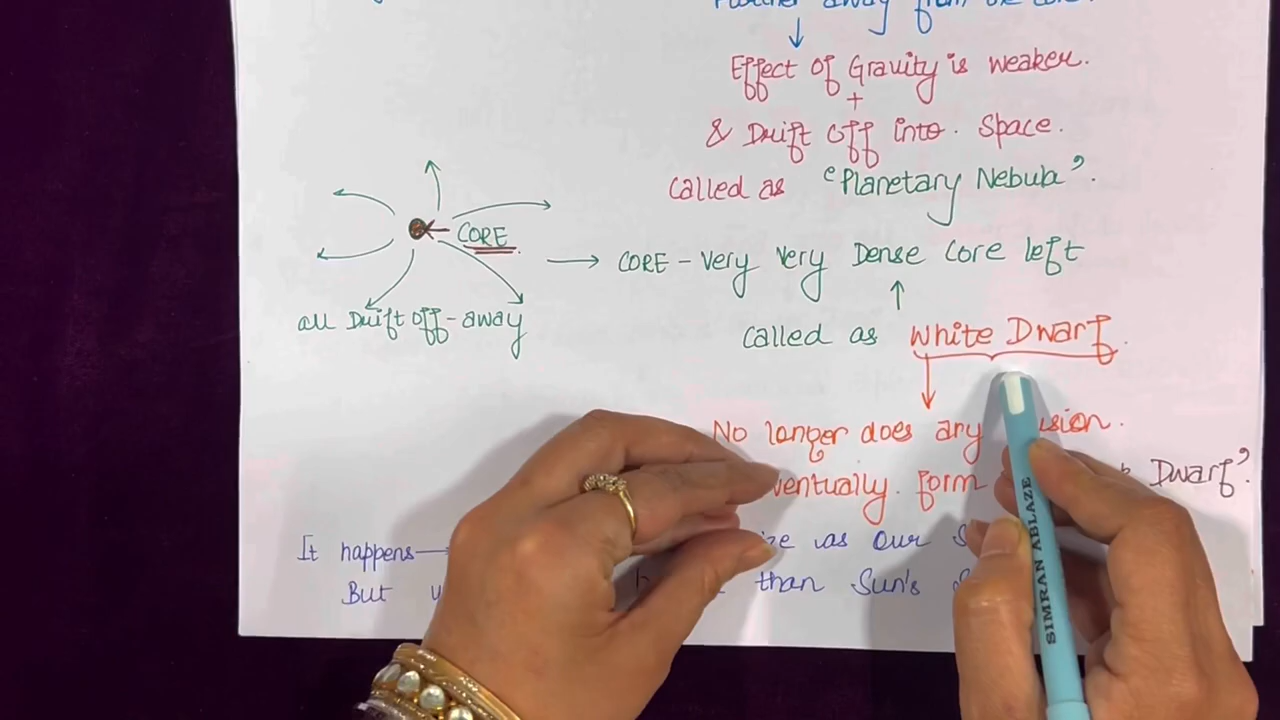 away from
Effect of Gravity is weaker.
+
& Drift off into. Space.
Called as "Planetary Nebula".
CORE
CORE - Very Very Dense Core left
all Drift off-away
Called as White Dwarf.
No longer does any
form Dwarf"
It happens as our
But than Sun's
SIMRAN ABLAZE